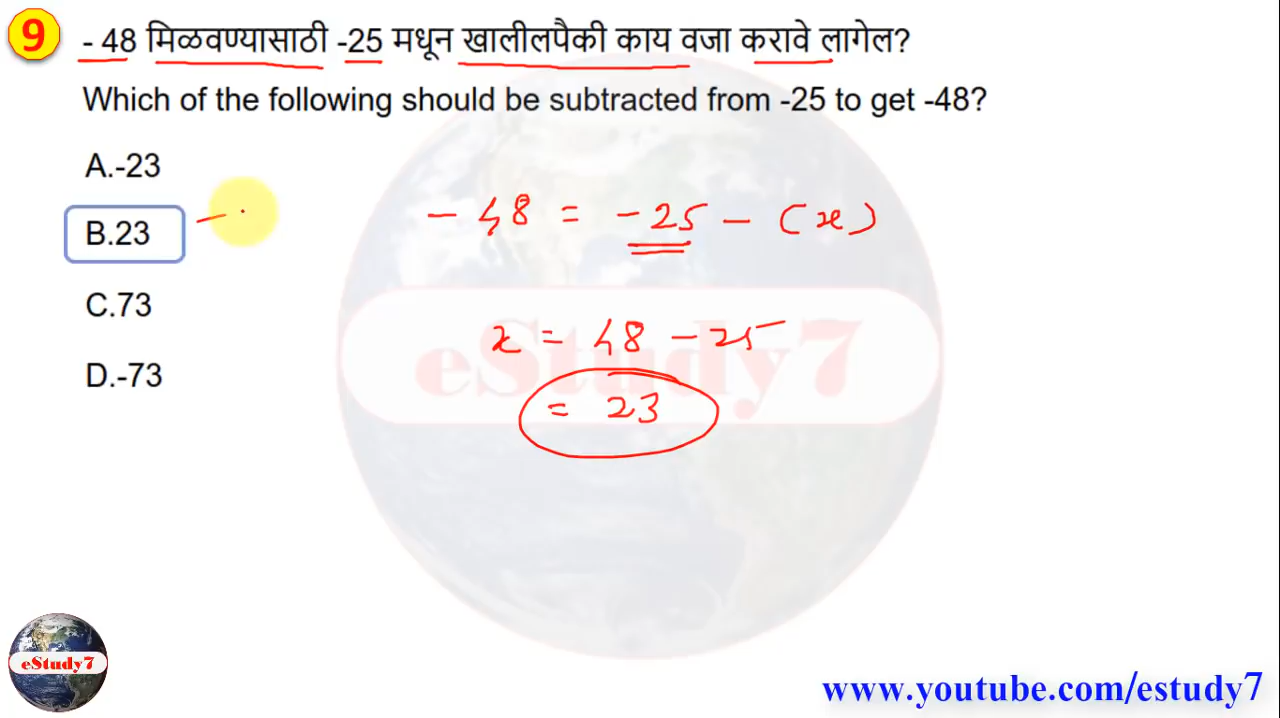 9 - 48 मिळवण्यासाठी -25 मधून खालीलपैकी काय वजा करावे लागेल?
Which of the following should be subtracted from -25 to get -48?
A.-23
B.23
C.73
D.-73
- 48 = -25 - (x)
x = 48 - 25
= 23
eStudy7
eStudy7
www.youtube.com/estudy7